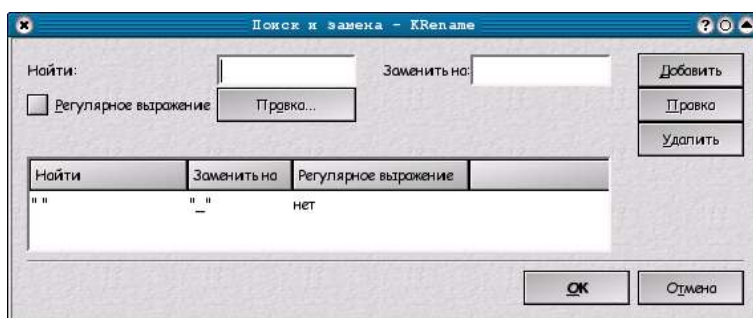 Поиск и замена - KRename
Найти: Заменить на: Добавить
Регулярное выражение Правка... Правка
Удалить
Найти Заменить на Регулярное выражение
" " "_" нет
OK Отмена